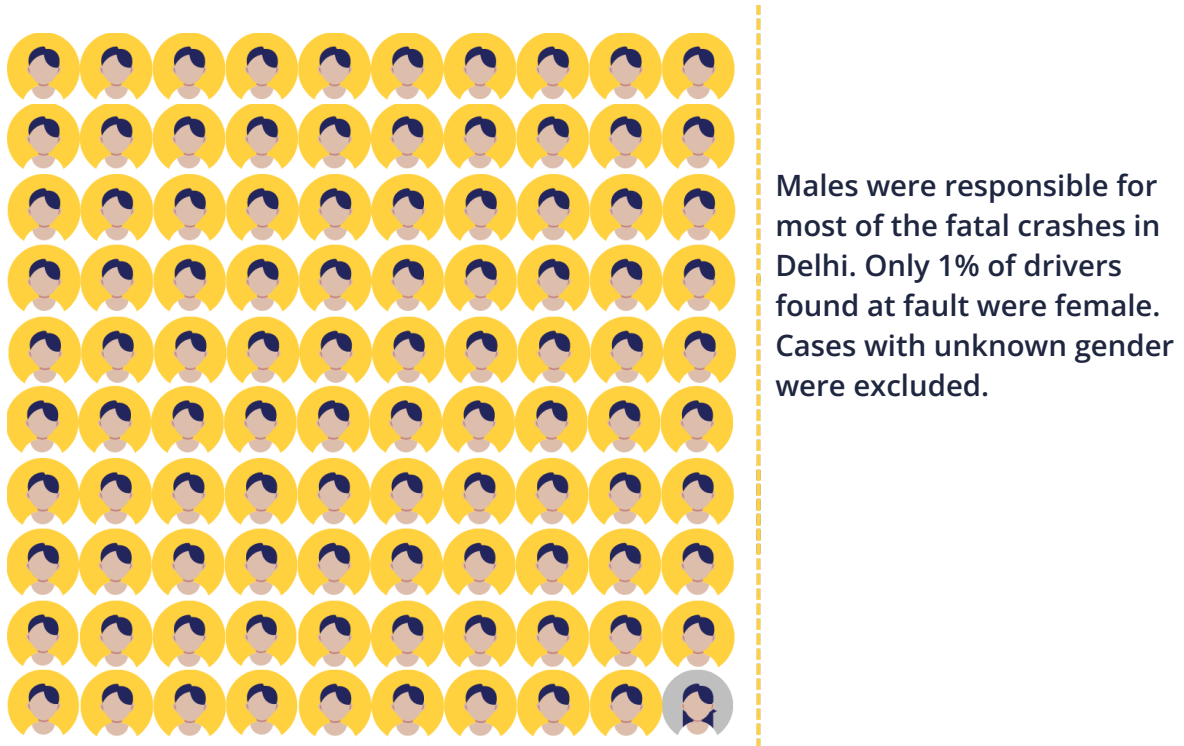 Males were responsible for
most of the fatal crashes in
Delhi. Only 1% of drivers
found at fault were female.
Cases with unknown gender
were excluded.